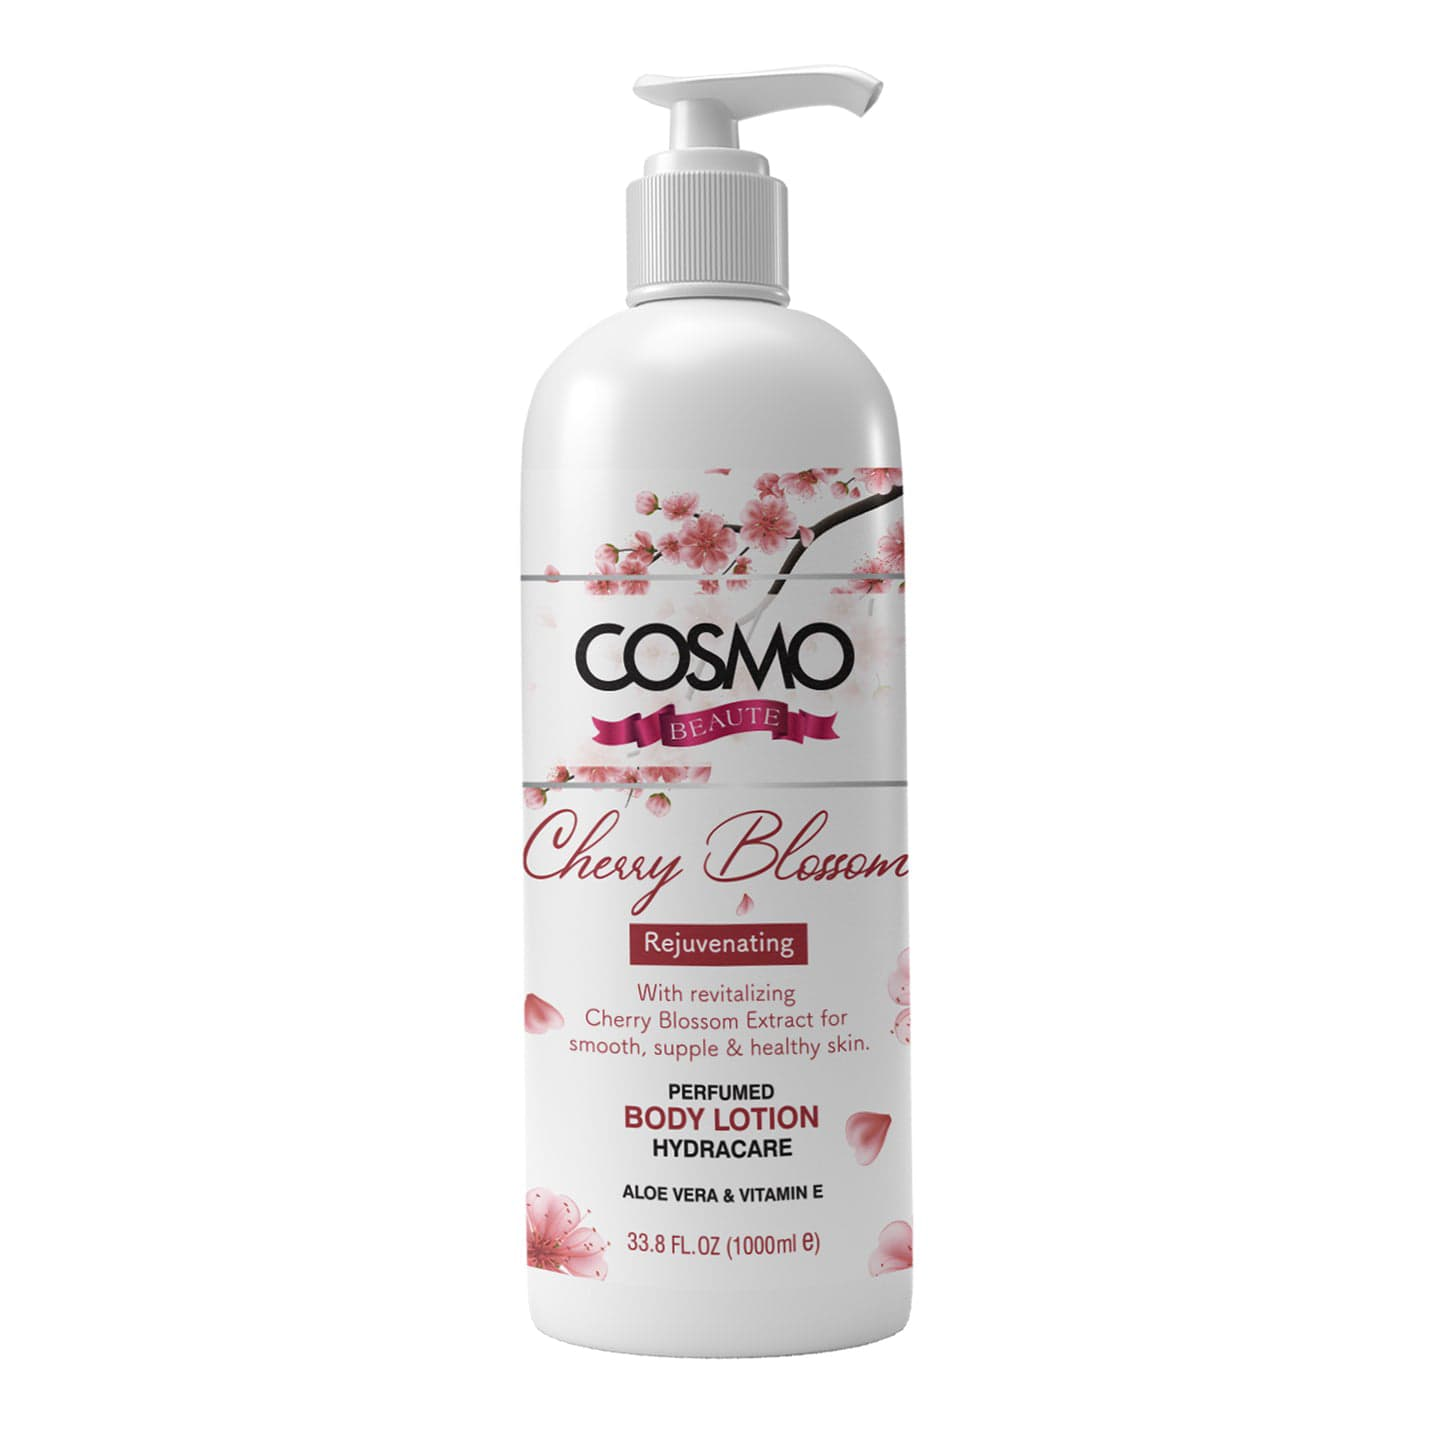 COSMO
BEAUTE
Cherry Blossom
Rejuvenating
With revitalizing
Cherry Blossom Extract for
smooth, supple & healthy skin.
PERFUMED
BODY LOTION
HYDRACARE
ALOE VERA & VITAMIN E
33.8 FL.OZ (1000ml e)